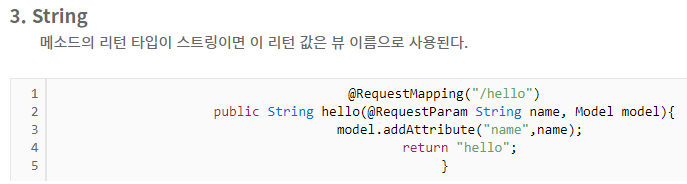 3. String
메소드의 리턴 타입이 스트링이면 이 리턴 값은 뷰 이름으로 사용된다.
1 @RequestMapping("/hello")
2 public String hello(@RequestParam String name, Model model){
3 model.addAttribute("name",name);
4 return "hello";
5 }